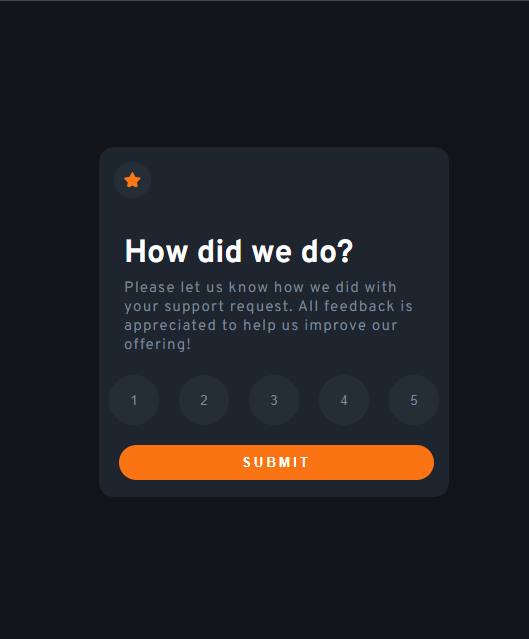 How did we do?
Please let us know how we did with
your support request. All feedback is
appreciated to help us improve our
offering!
1 2 3 4 5
SUBMIT